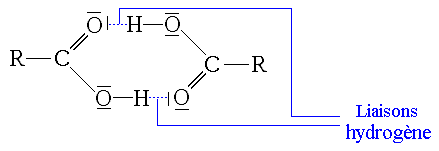 O H—O
R—C C—R
O—H O
Liaisons
hydrogène